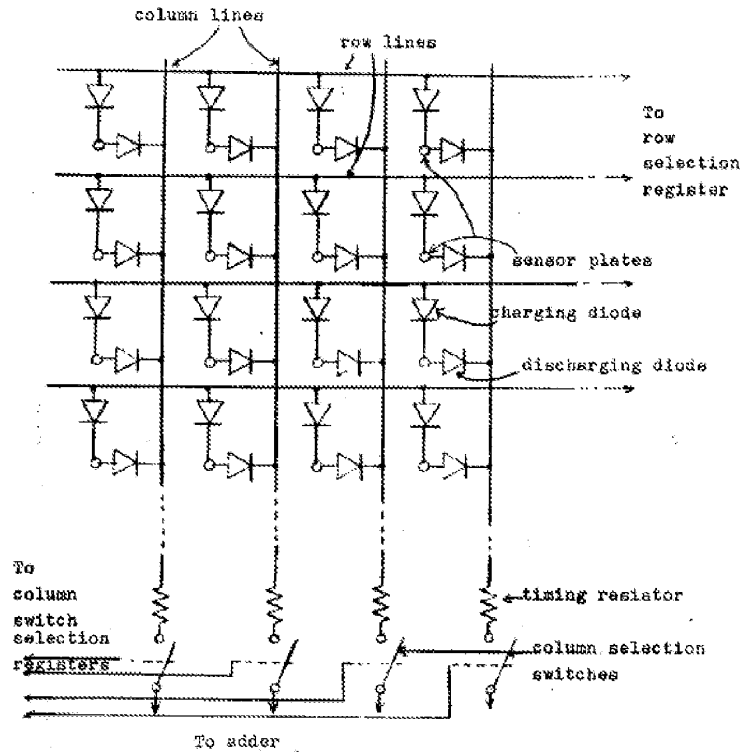 column lines
row lines
To
row
selection
register
sensor plates
charging diode
discharging diode
To
column
switch
selection
registers
timing resistor
column selection
switches
To adder